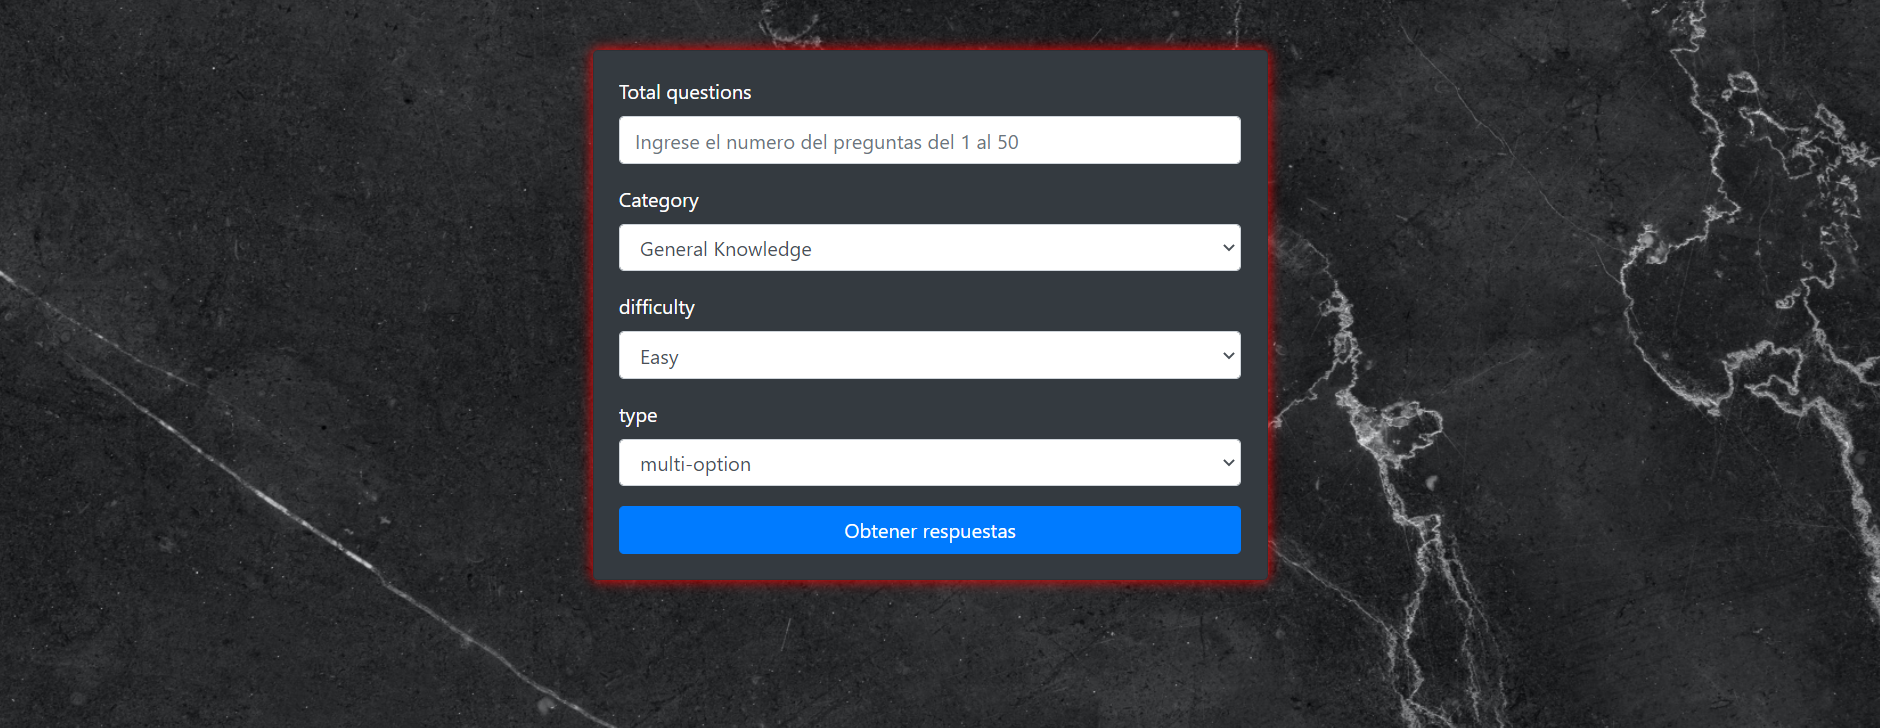 Total questions
Ingrese el numero del preguntas del 1 al 50
Category
General Knowledge
difficulty
Easy
type
multi-option
Obtener respuestas